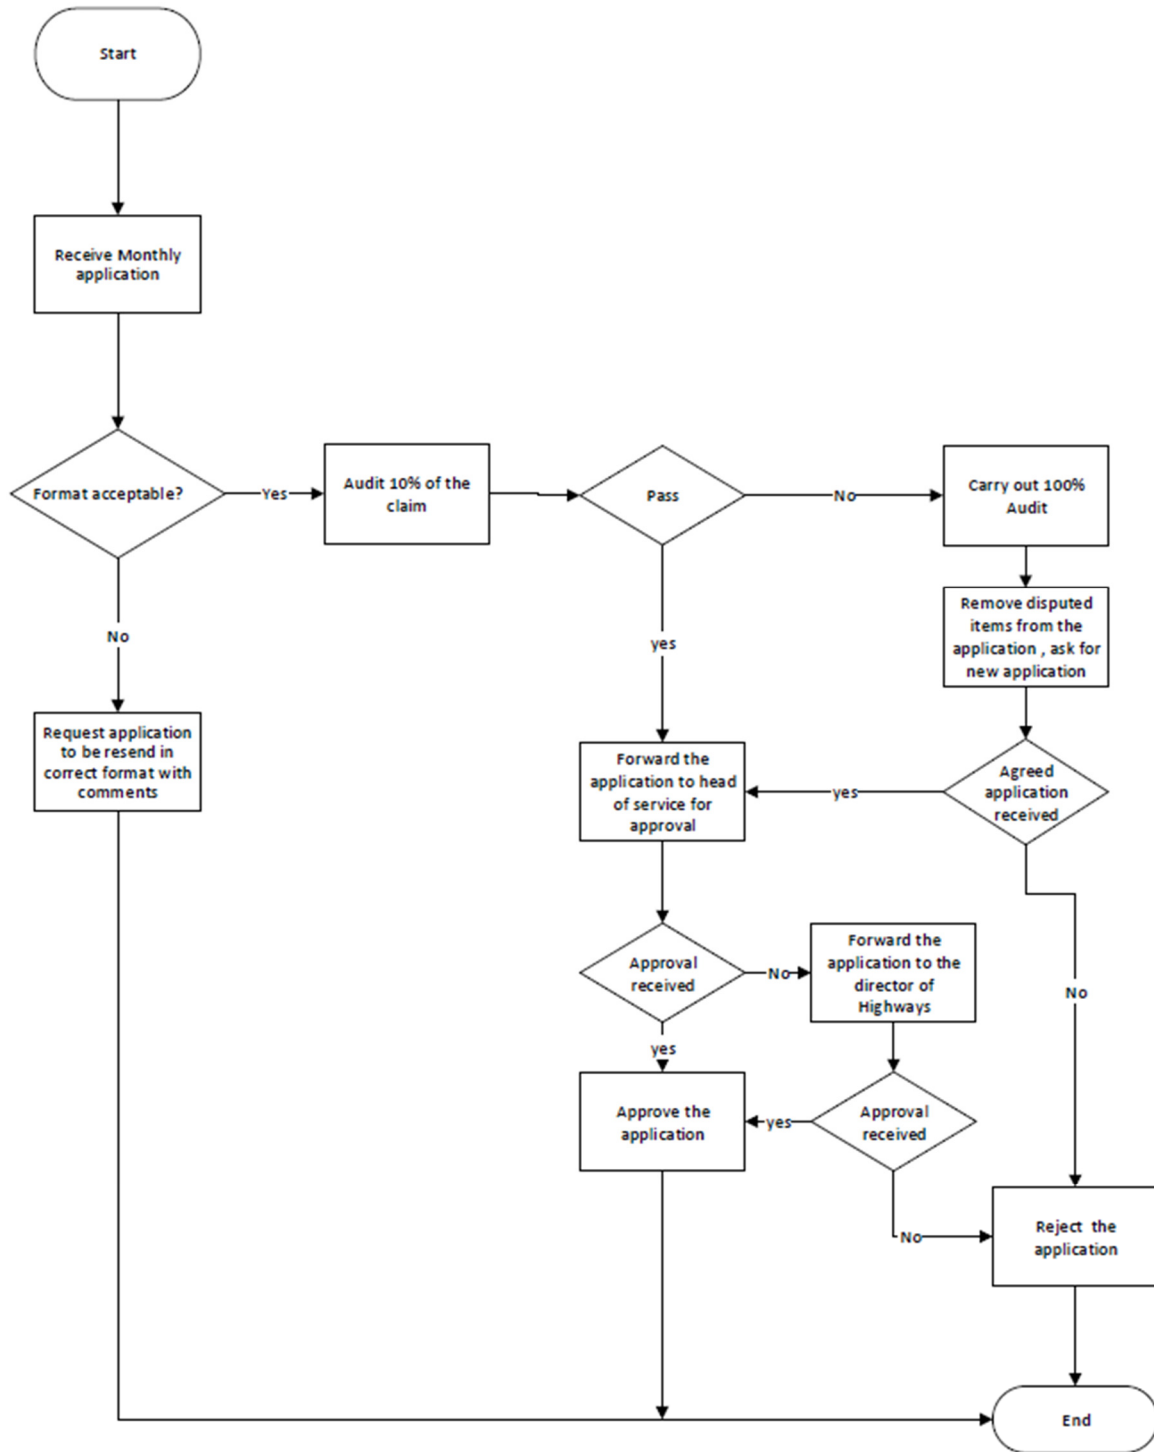 Start
Receive Monthly
application
Format acceptable?
Yes
Audit 10% of the
claim
Pass
No
Carry out 100%
Audit
No
Request application
to be resend in
correct format with
comments
yes
Remove disputed
items from the
application , ask for
new application
Forward the
application to head
of service for
approval
yes
Agreed
application
received
Approval
received
No
Forward the
application to the
director of
Highways
No
yes
Approve the
application
yes
Approval
received
No
Reject the
application
End